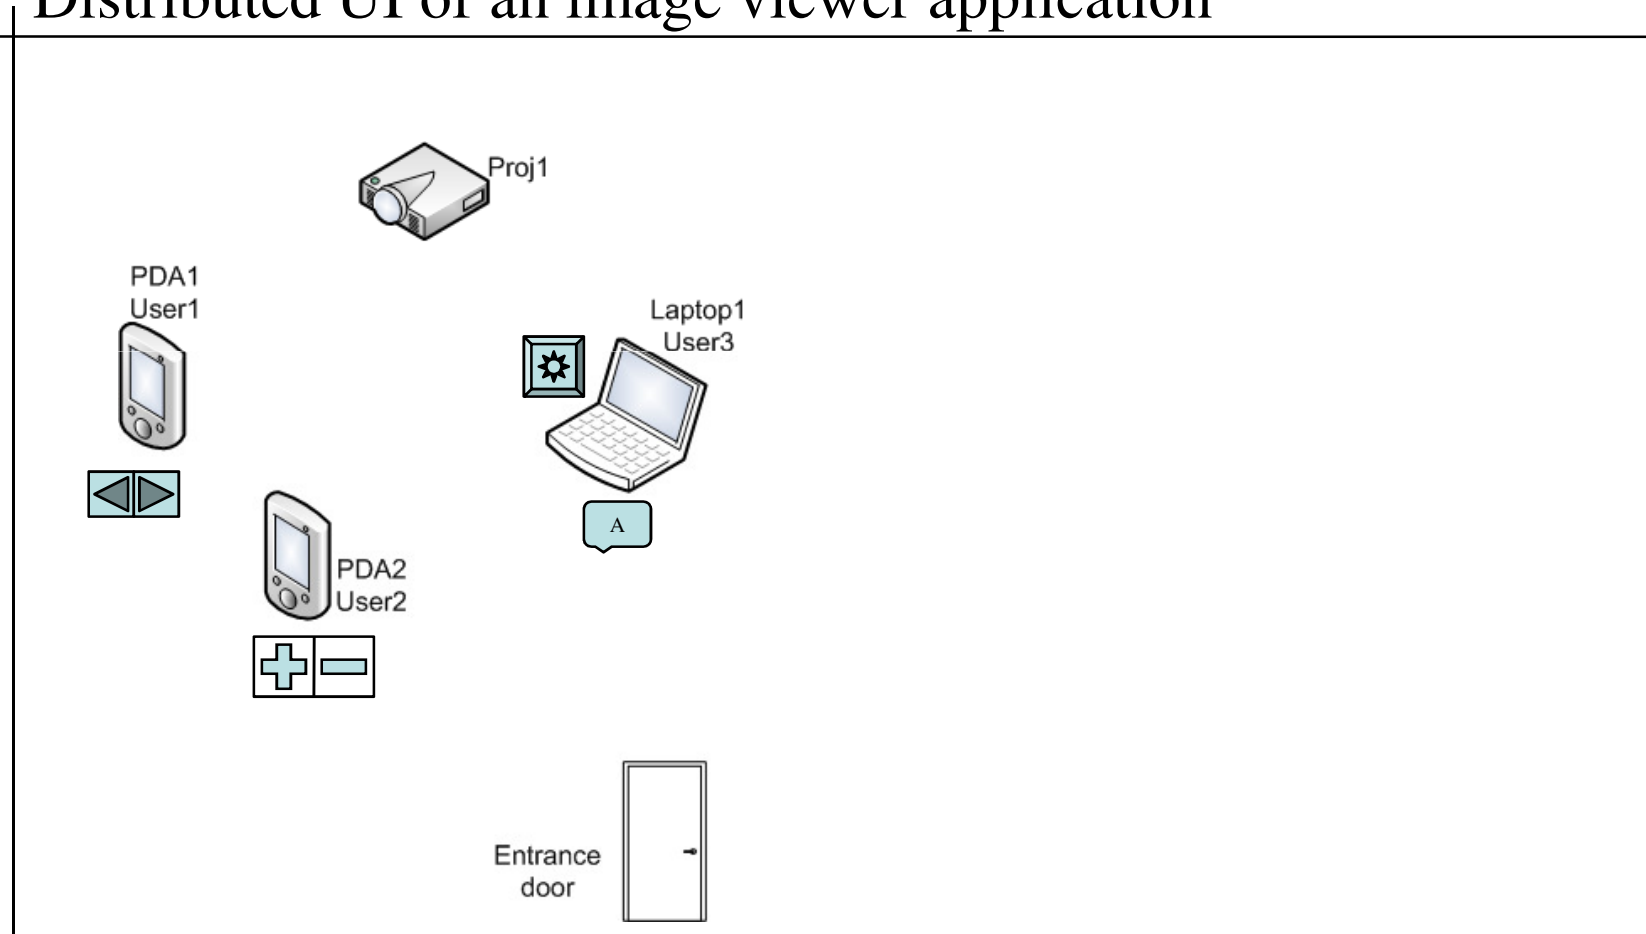 Distributed UI of an image viewer application
Proj1
PDA1
User1
Laptop1
User3
A
PDA2
User2
Entrance
door